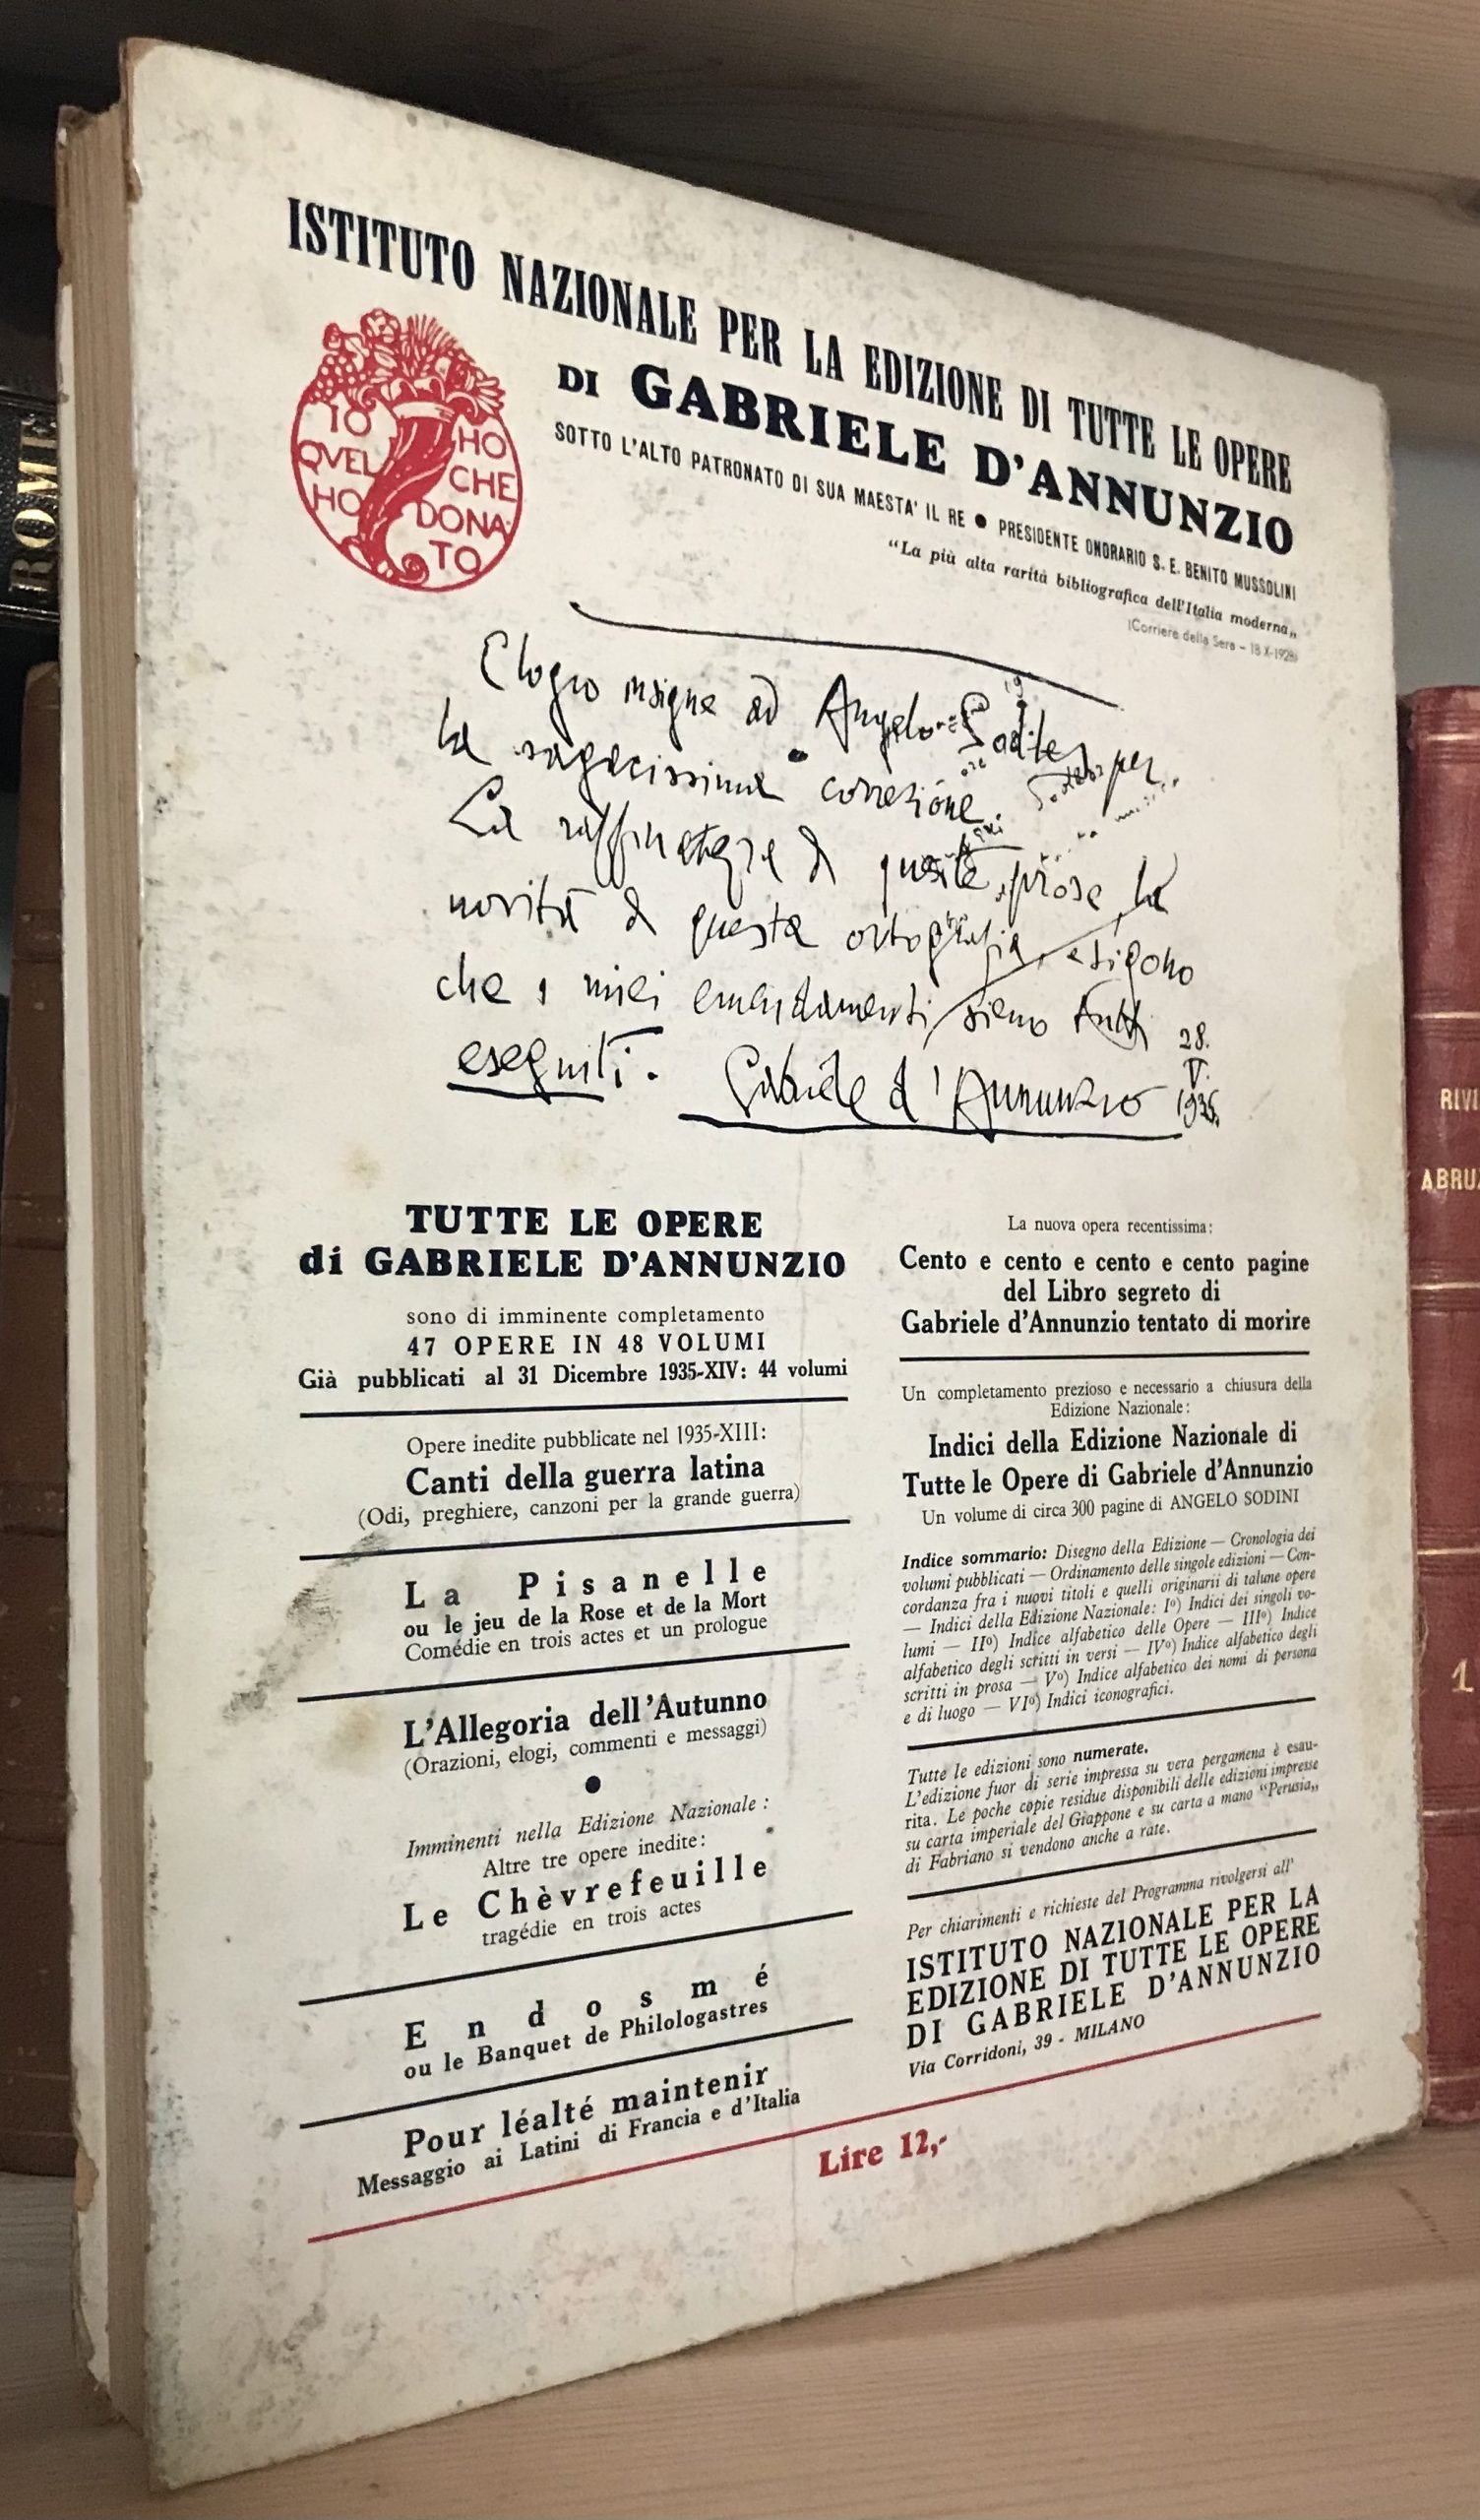 ROME
ISTITUTO NAZIONALE PER LA EDIZIONE DI TUTTE LE OPERE
DI GABRIELE D'ANNUNZIO
SOTTO L'ALTO PATRONATO DI SUA MAESTA' IL RE ● PRESIDENTE ONORARIO S. E. BENITO MUSSOLINI
“La più alta rarità bibliografica dell'Italia moderna„
(Corriere della Sera - 18-X-1928)
IO HO
QVEL CHE
HO DONA
TO
Elogio insigne ad Angelo per
la sagacissima correzione.
La raffinatezza di queste prose, la
novità di questa ortografia, esigono
che i miei emendamenti sieno tutti
eseguiti. Gabriele d'Annunzio
28.
V.
TUTTE LE OPERE
di GABRIELE D'ANNUNZIO
sono di imminente completamento
47 OPERE IN 48 VOLUMI
Già pubblicati al 31 Dicembre 1935-XIV: 44 volumi
Opere inedite pubblicate nel 1935-XIII:
Canti della guerra latina
(Odi, preghiere, canzoni per la grande guerra)
La Pisanelle
ou le jeu de la Rose et de la Mort
Comédie en trois actes et un prologue
L'Allegoria dell'Autunno
(Orazioni, elogi, commenti e messaggi)
●
Imminenti nella Edizione Nazionale:
Altre tre opere inedite:
Le Chèvrefeuille
tragédie en trois actes
Endosmé
ou le Banquet de Philologastres
Pour léalté maintenir
Messaggio ai Latini di Francia e d'Italia
La nuova opera recentissima:
Cento e cento e cento e cento pagine
del Libro segreto di
Gabriele d'Annunzio tentato di morire
Un completamento prezioso e necessario a chiusura della
Edizione Nazionale:
Indici della Edizione Nazionale di
Tutte le Opere di Gabriele d'Annunzio
Un volume di circa 300 pagine di ANGELO SODINI
Indice sommario: Disegno della Edizione — Cronologia dei
volumi pubblicati — Ordinamento delle singole edizioni — Con-
cordanza fra i nuovi titoli e quelli originarii di talune opere
— Indici della Edizione Nazionale: Iº) Indici dei singoli vo-
lumi — IIº) Indice alfabetico delle Opere — IIIº) Indice
alfabetico degli scritti in versi — IVº) Indice alfabetico degli
scritti in prosa — Vº) Indice alfabetico dei nomi di persona
e di luogo — VIº) Indici iconografici.
Tutte le edizioni sono numerate.
L'edizione fuor di serie impressa su vera pergamena è esau-
rita. Le poche copie residue disponibili delle edizioni impresse
su carta imperiale del Giappone e su carta a mano “Perusia„
di Fabriano si vendono anche a rate.
Per chiarimenti e richieste del Programma rivolgersi all'
ISTITUTO NAZIONALE PER LA
EDIZIONE DI TUTTE LE OPERE
DI GABRIELE D'ANNUNZIO
Via Corridoni, 39 - MILANO
Lire 12,-
RIVI
ABRUZ
1